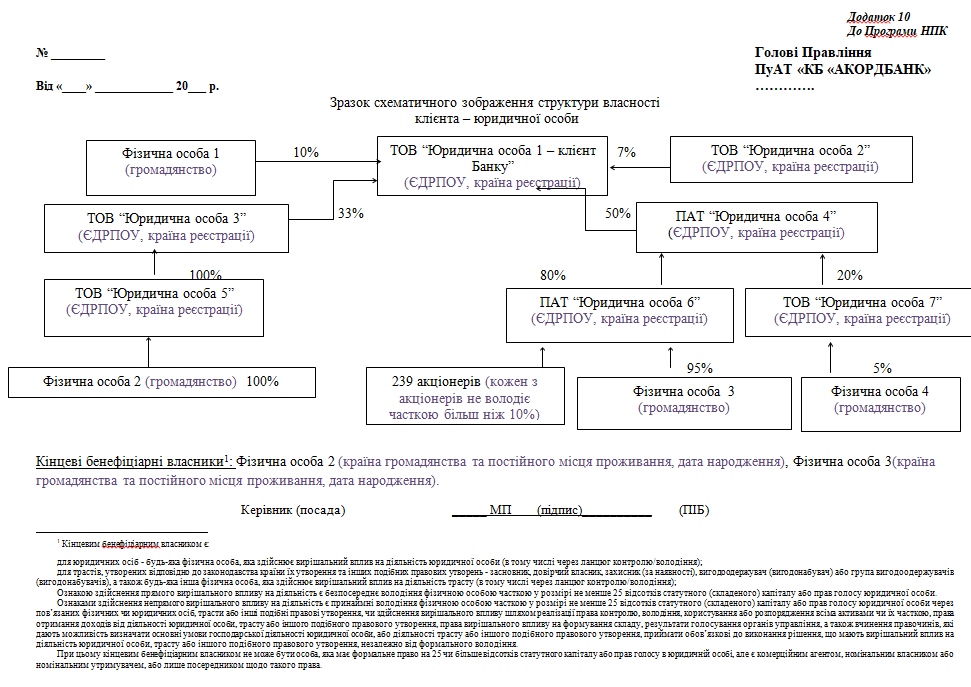 Додаток 10
До Програми НПК
№ _________
Голові Правління
ПуАТ «КБ «АКОРДБАНК»
Від «____» _____________ 20___ р.
………….
Зразок схематичного зображення структури власності
клієнта – юридичної особи
Фізична особа 1
(громадянство)
10%
ТОВ “Юридична особа 1 – клієнт
Банку”
(ЄДРПОУ, країна реєстрації)
7%
ТОВ “Юридична особа 2”
(ЄДРПОУ, країна реєстрації)
ТОВ “Юридична особа 3”
(ЄДРПОУ, країна реєстрації)
33%
50%
ПАТ “Юридична особа 4”
(ЄДРПОУ, країна реєстрації)
100%
80%
20%
ТОВ “Юридична особа 5”
(ЄДРПОУ, країна реєстрації)
ПАТ “Юридична особа 6”
(ЄДРПОУ, країна реєстрації)
ТОВ “Юридична особа 7”
(ЄДРПОУ, країна реєстрації)
Фізична особа 2 (громадянство) 100%
239 акціонерів (кожен з
акціонерів не володіє
часткою більш ніж 10%)
95%
Фізична особа 3
(громадянство)
5%
Фізична особа 4
(громадянство)
Кінцеві бенефіціарні власники1: Фізична особа 2 (країна громадянства та постійного місця проживання, дата народження), Фізична особа 3(країна
громадянства та постійного місця проживання, дата народження).
Керівник (посада) ______ МП (підпис)____________ (ПІБ)
1 Кінцевим бенефіціарним власником є
для юридичних осіб - будь-яка фізична особа, яка здійснює вирішальний вплив на діяльність юридичної особи (в тому числі через ланцюг контролю/володіння);
для трастів, утворених відповідно до законодавства країни їх утворення та інших подібних правових утворень - засновник, довірчий власник, захисник (за наявності), вигодоодержувач (вигодонабувач) або група вигодоодержувачів
(вигодонабувачів), а також будь-яка інша фізична особа, яка здійснює вирішальний вплив на діяльність трасту (в тому числі через ланцюг контролю/володіння);
Ознакою здійснення прямого вирішального впливу на діяльність є безпосереднє володіння фізичною особою часткою у розмірі не менше 25 відсотків статутного (складеного) капіталу або прав голосу юридичної особи.
Ознаками здійснення непрямого вирішального впливу на діяльність є принаймні володіння фізичною особою часткою у розмірі не менше 25 відсотків статутного (складеного) капіталу або прав голосу юридичної особи через
пов’язаних фізичних чи юридичних осіб, трасти або інші подібні правові утворення, чи здійснення вирішального впливу шляхом реалізації права контролю, володіння, користування або розпорядження всіма активами чи їх часткою, права
отримання доходів від діяльності юридичної особи, трасту або іншого подібного правового утворення, права вирішального впливу на формування складу, результати голосування органів управління, а також вчинення правочинів, які
дають можливість визначати основні умови господарської діяльності юридичної особи, або діяльності трасту або іншого подібного правового утворення, приймати обов’язкові до виконання рішення, що мають вирішальний вплив на
діяльність юридичної особи, трасту або іншого подібного правового утворення, незалежно від формального володіння.
При цьому кінцевим бенефіціарним власником не може бути особа, яка має формальне право на 25 чи більше відсотків статутного капіталу або прав голосу в юридичній особі, але є комерційним агентом, номінальним власником або
номінальним утримувачем, або лише посередником щодо такого права.